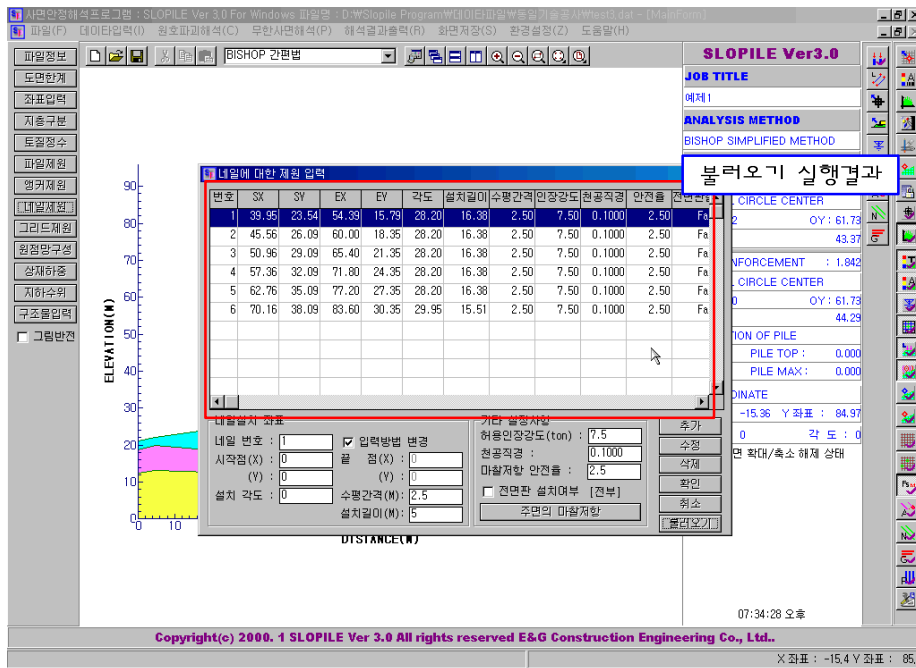 사면안정해석프로그램 : SLOPILE Ver 3,0 For Windows 파일명 : D:₩Slopile Program₩데이타파일₩동일기술공사₩test3,dat - [MainForm]
파일(F) 데이타입력(I) 원호파괴해석(C) 무한사면해석(P) 해석결과출력(R) 화면저장(S) 환경설정(Z) 도움말(H)
BISHOP 간편법
파일정보
도면한계
좌표입력
지층구분
토질정수
파일제원
앵커제원
네일제원
그리드제원
원점망구성
상재하중
지하수위
구조물입력
그림반전
SLOPILE Ver3.0
JOB TITLE
예제1
ANALYSIS METHOD
BISHOP SIMPLIFIED METHOD
불러오기 실행결과
CIRCLE CENTER
2 OY : 61.73
43.37
NFORCEMENT : 1.842
CIRCLE CENTER
0 OY : 61.73
44.29
ION OF PILE
PILE TOP : 0.000
PILE MAX : 0.000
DINATE
-15.36 Y 좌표 : 84.97
0 각 도 : 0
면 확대/축소 해제 상태
07:34:28 오후
네일에 대한 제원 입력
번호 SX SY EX EY 각도 설치길이 수평간격 인장강도 천공직경 안전율
1 39.95 23.54 54.39 15.79 28.20 16.38 2.50 7.50 0.1000 2.50 Fa
2 45.56 26.09 60.00 18.35 28.20 16.38 2.50 7.50 0.1000 2.50 Fa
3 50.96 29.09 65.40 21.35 28.20 16.38 2.50 7.50 0.1000 2.50 Fa
4 57.36 32.09 71.80 24.35 28.20 16.38 2.50 7.50 0.1000 2.50 Fa
5 62.76 35.09 77.20 27.35 28.20 16.38 2.50 7.50 0.1000 2.50 Fa
6 70.16 38.09 83.60 30.35 29.95 15.51 2.50 7.50 0.1000 2.50 Fa
네일설치 좌표
네일 번호 : 1 입력방법 변경
시작점(X) : 0 끝 점(X) : 0
(Y) : 0 (Y) : 0
설치 각도 : 0 수평간격(M): 2.5
설치길이(M): 5
기타 설정사항
허용인장강도(ton) : 7.5
천공직경 : 0.1000
마찰저항 안전율 : 2.5
전면판 설치여부 [전부]
주면의 마찰저항
추가
수정
삭제
확인
취소
불러오기
90
80
70
60
50
40
30
20
10
0
0 10
ELEVATION(M)
DISTANCE(M)
Copyright(c) 2000. 1 SLOPILE Ver 3.0 All rights reserved E&G Construction Engineering Co., Ltd..
X 좌표 : -15,4 Y 좌표 : 85,